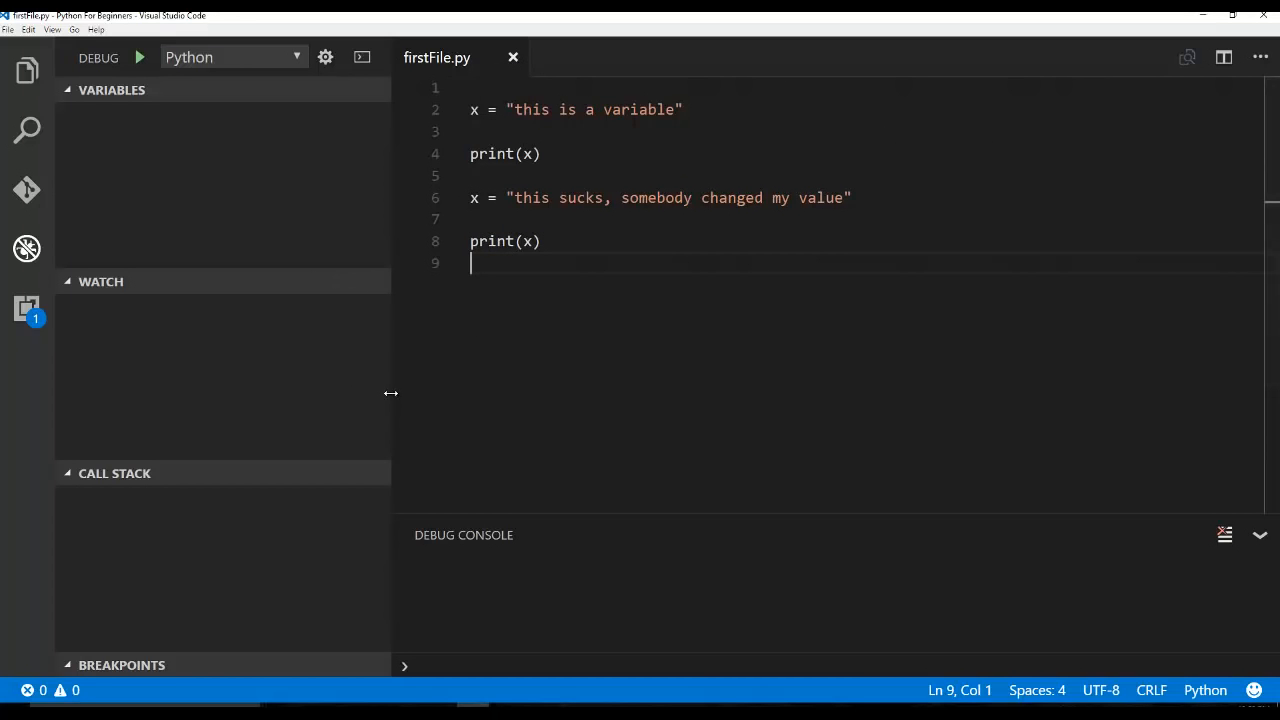 firstFile.py - Python For Beginners - Visual Studio Code
File Edit View Go Help
DEBUG Python
firstFile.py
VARIABLES
1
2 x = "this is a variable"
3
4 print(x)
5
6 x = "this sucks, somebody changed my value"
7
8 print(x)
9
WATCH
1
CALL STACK
DEBUG CONSOLE
BREAKPOINTS
0 0
Ln 9, Col 1 Spaces: 4 UTF-8 CRLF Python